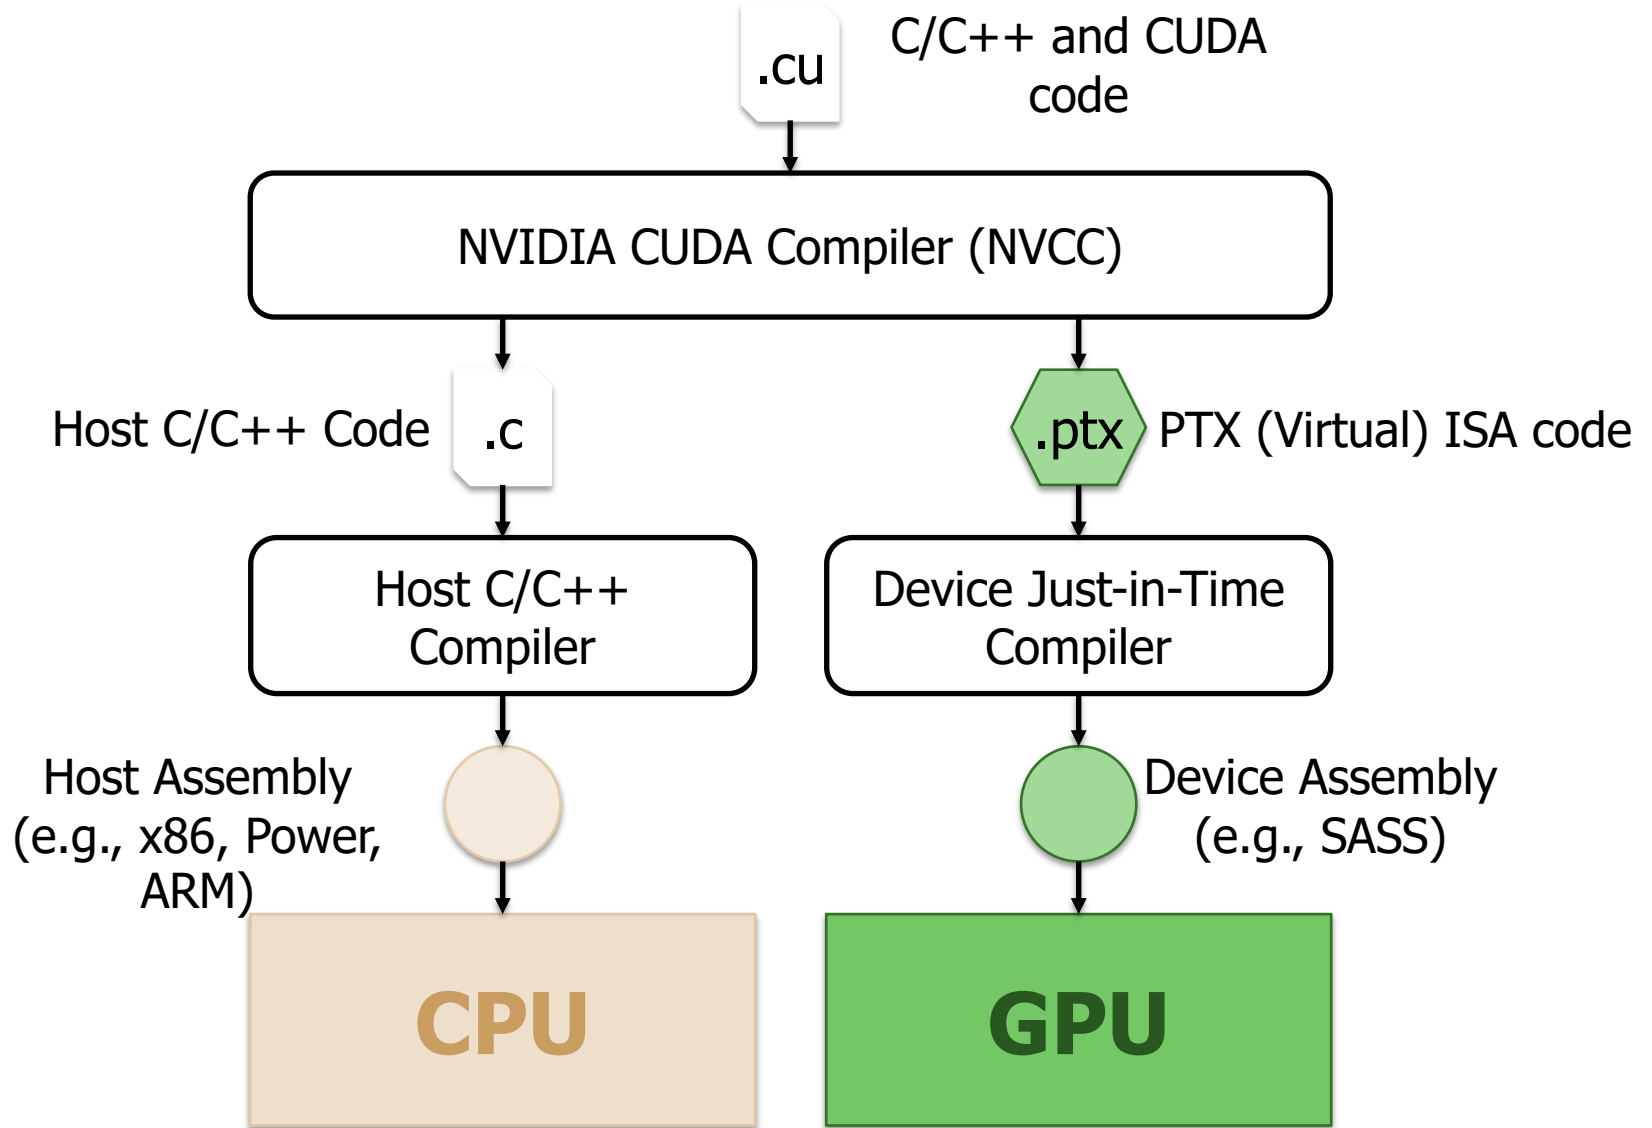 .cu
C/C++ and CUDA
code
NVIDIA CUDA Compiler (NVCC)
Host C/C++ Code
.c
.ptx
PTX (Virtual) ISA code
Host C/C++
Compiler
Device Just-in-Time
Compiler
Host Assembly
(e.g., x86, Power,
ARM)
Device Assembly
(e.g., SASS)
CPU
GPU